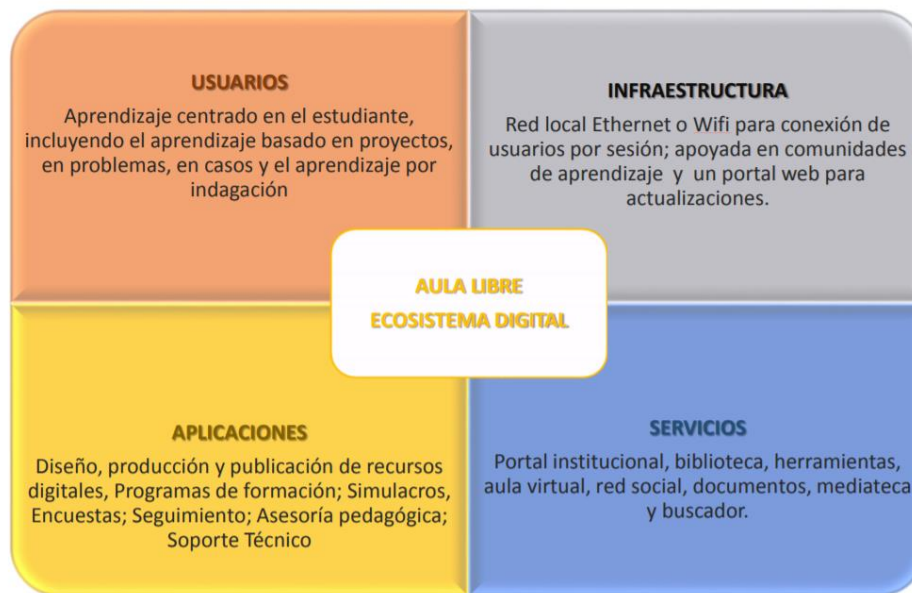 USUARIOS
Aprendizaje centrado en el estudiante,
incluyendo el aprendizaje basado en proyectos,
en problemas, en casos y el aprendizaje por
indagación
INFRAESTRUCTURA
Red local Ethernet o Wifi para conexión de
usuarios por sesión; apoyada en comunidades
de aprendizaje y un portal web para
actualizaciones.
AULA LIBRE
ECOSISTEMA DIGITAL
APLICACIONES
Diseño, producción y publicación de recursos
digitales, Programas de formación; Simulacros,
Encuestas; Seguimiento; Asesoría pedagógica;
Soporte Técnico
SERVICIOS
Portal institucional, biblioteca, herramientas,
aula virtual, red social, documentos, mediateca
y buscador.